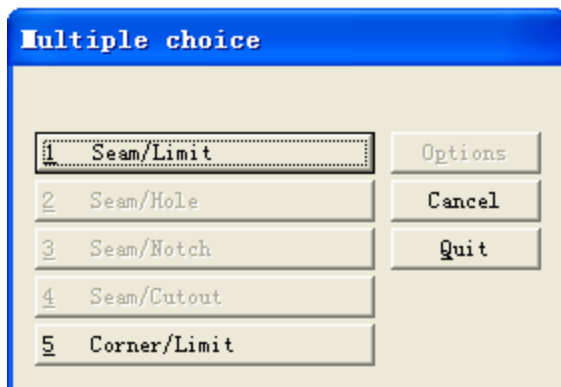 Multiple choice
1 Seam/Limit
Options
2 Seam/Hole
Cancel
3 Seam/Notch
Quit
4 Seam/Cutout
5 Corner/Limit